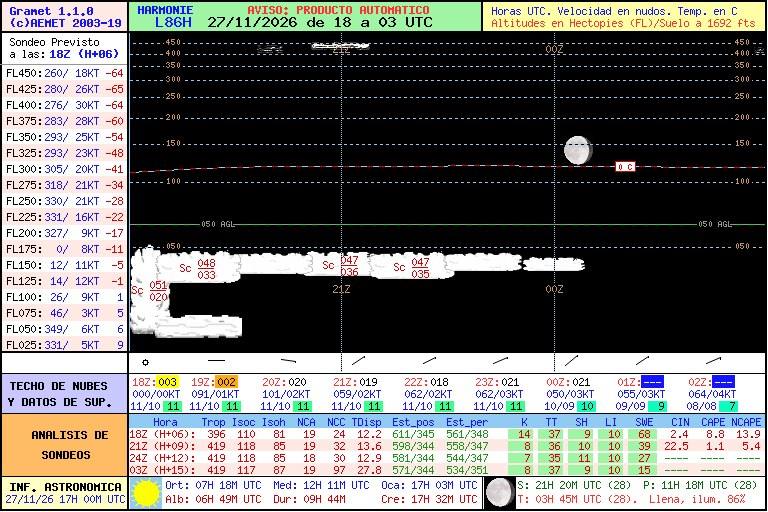 Gramet 1.1.0
(c)AEMET 2003-19
HARMONIE
L86H
AVISO: PRODUCTO AUTOMATICO
27/11/2026 de 18 a 03 UTC
Horas UTC. Velocidad en nudos. Temp. en C
Altitudes en Hectopies (FL)/Suelo a 1692 fts
Sondeo Previsto
a las: 18Z (H+06)
FL450:260/ 18KT -64
FL425:280/ 26KT -65
FL400:276/ 30KT -64
FL375:283/ 28KT -60
FL350:293/ 25KT -54
FL325:293/ 23KT -48
FL300:305/ 20KT -41
FL275:318/ 21KT -34
FL250:330/ 21KT -28
FL225:331/ 16KT -22
FL200:327/ 9KT -17
FL175: 0/ 8KT -11
FL150: 12/ 11KT -5
FL125: 14/ 12KT -1
FL100: 26/ 9KT 1
FL075: 46/ 3KT 5
FL050:349/ 6KT 6
FL025:331/ 5KT 9
450 450
400 21Z 00Z 400
300 300
200 200
150 150
0 C
100 100
050 AGL 050 AGL
050 050
Sc 048 033
Sc 047 036
Sc 047 035
Sc 051 020
21Z 00Z
TECHO DE NUBES
Y DATOS DE SUP.
18Z:003 19Z:002 20Z:020 21Z:019 22Z:018 23Z:021 00Z:021 01Z:--- 02Z:---
000/00KT 091/01KT 101/02KT 059/02KT 062/02KT 062/02KT 050/03KT 055/03KT 064/04KT
11/10 11 11/10 11 11/10 11 11/10 11 11/10 11 11/10 11 10/09 10 09/09 9 08/08 7
ANALISIS DE
SONDEOS
Hora Trop Isoc Isoh NCA NCC TDisp Est_pos Est_per K TT SH LI SWE CIN CAPE NCAPE
18Z (H+06) 396 110 81 19 24 12.2 611/345 561/348 14 37 9 10 68 2.4 8.8 13.9
21Z (H+09) 419 118 85 19 32 13.6 598/344 550/347 8 36 10 10 39 22.5 1.1 5.4
24Z (H+12) 419 118 85 18 30 12.9 581/344 547/347 7 35 11 10 27 ---- ---- ----
03Z (H+15) 419 117 87 19 97 27.8 571/344 534/351 8 37 9 10 15 ---- ---- ----
INF. ASTRONOMICA
27/11/26 17H 00M UTC
Ort: 07H 18M UTC Med: 12H 11M UTC Oca: 17H 03M UTC
Alb: 06H 49M UTC Dur: 09H 44M Cre: 17H 32M UTC
S: 21H 20M UTC (28) P: 11H 18M UTC (28)
T: 03H 45M UTC (28). Llena, ilum. 86%